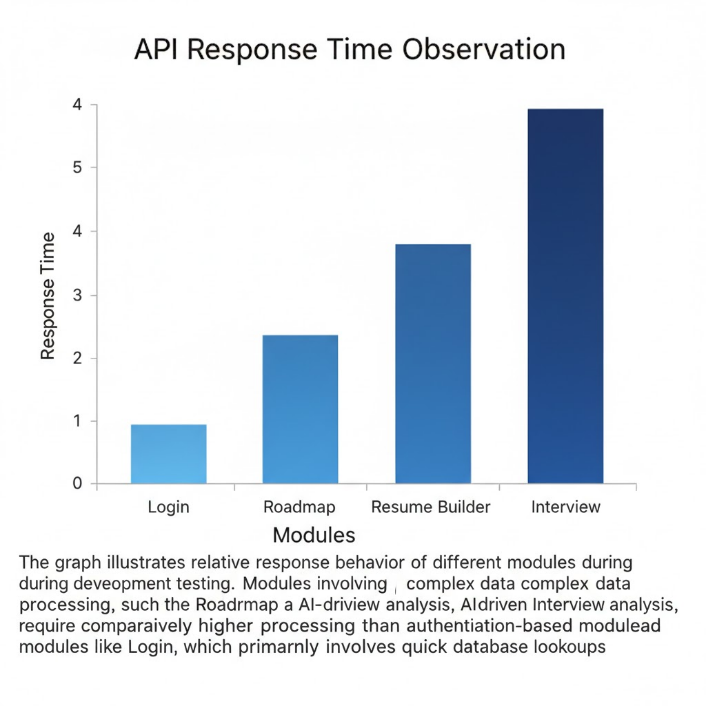 API Response Time Observation
4
5
4
3
2
1
0
Response Time
Login Roadmap Resume Builder Interview
Modules
The graph illustrates relative response behavior of different modules during
during deveopment testing. Modules involving , complex data complex data
processing, such the Roadrmap a AI-driview analysis, AIdriven Interview analysis,
require comparaively higher processing than authentiation-based modulead
modules like Login, which primarnly involves quick database lookoups